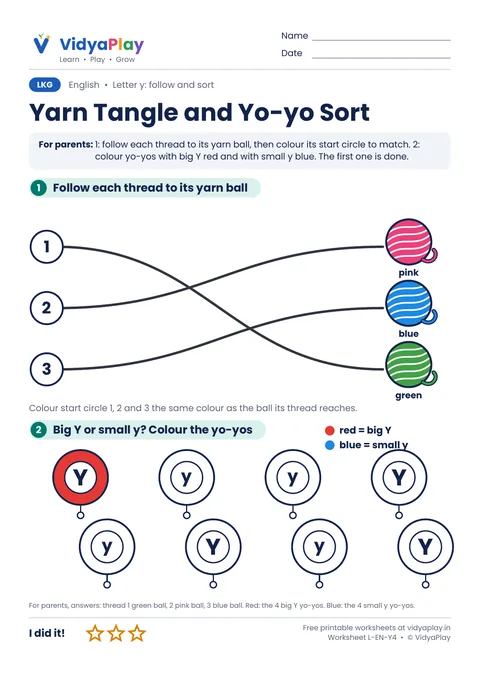 VidyaPlay
Learn • Play • Grow
Name
Date
LKG English • Letter y: follow and sort
Yarn Tangle and Yo-yo Sort
For parents: 1: follow each thread to its yarn ball, then colour its start circle to match. 2:
colour yo-yos with big Y red and with small y blue. The first one is done.
1 Follow each thread to its yarn ball
1
pink
2
blue
3
green
Colour start circle 1, 2 and 3 the same colour as the ball its thread reaches.
2 Big Y or small y? Colour the yo-yos
red = big Y
blue = small y
Y y y Y
y Y y Y
For parents, answers: thread 1 green ball, 2 pink ball, 3 blue ball. Red: the 4 big Y yo-yos. Blue: the 4 small y yo-yos.
I did it!
Free printable worksheets at vidyaplay.in
Worksheet L-EN-Y4 • © VidyaPlay